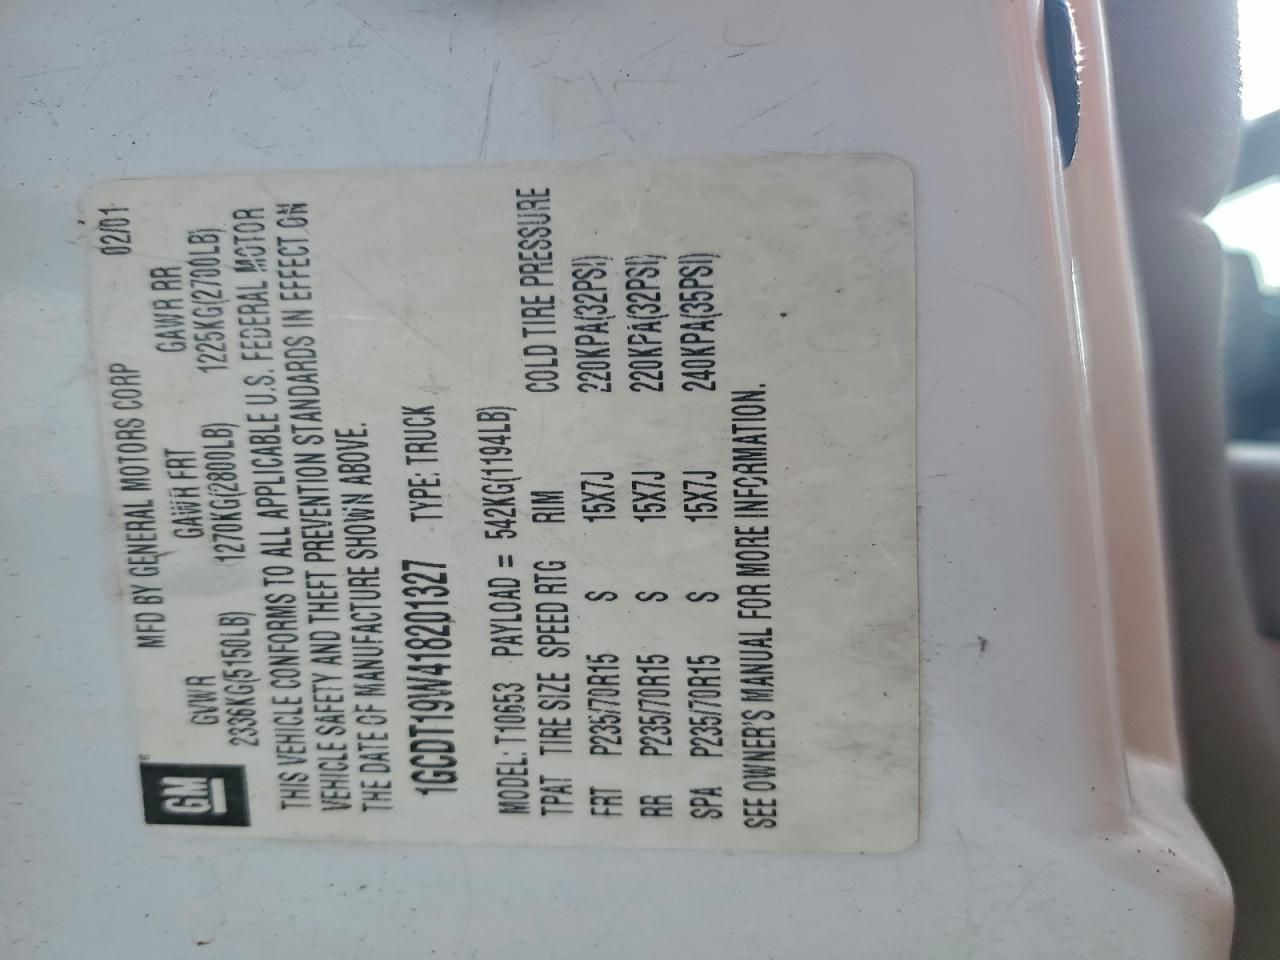 GM
MFD BY GENERAL MOTORS CORP 02/01
GVWR GAWR FRT GAWR RR
2336KG(5150LB) 1270KG(2800LB) 1225KG(2700LB)
THIS VEHICLE CONFORMS TO ALL APPLICABLE U.S. FEDERAL MOTOR
VEHICLE SAFETY AND THEFT PREVENTION STANDARDS IN EFFECT ON
THE DATE OF MANUFACTURE SHOWN ABOVE.
1GCDT19W418201327 TYPE: TRUCK
MODEL: T10653 PAYLOAD = 542KG(1194LB)
TPAT TIRE SIZE SPEED RTG RIM COLD TIRE PRESSURE
FRT P235/70R15 S 15X7J 220KPA(32PSI)
RR P235/70R15 S 15X7J 220KPA(32PSI)
SPA P235/70R15 S 15X7J 240KPA(35PSI)
SEE OWNER'S MANUAL FOR MORE INFORMATION.